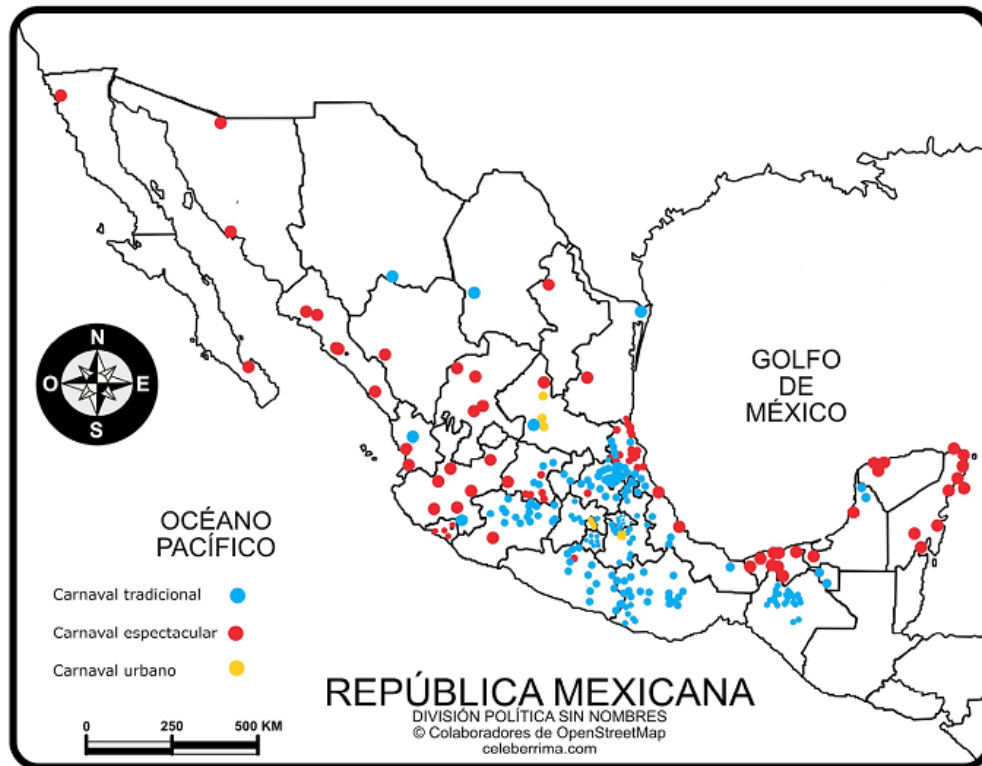 N
O
E
S
GOLFO
DE
MÉXICO
OCÉANO
PACÍFICO
Carnaval tradicional
Carnaval espectacular
Carnaval urbano
0 250 500 KM
REPÚBLICA MEXICANA
DIVISIÓN POLÍTICA SIN NOMBRES
© Colaboradores de OpenStreetMap
celeberrima.com